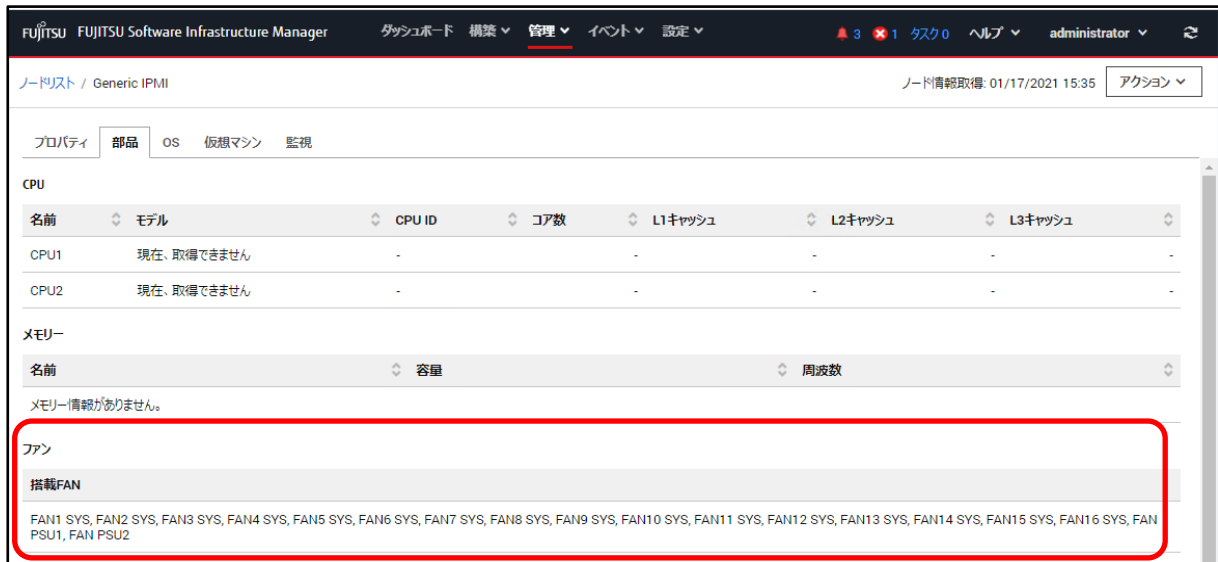 FUJITSU FUJITSU Software Infrastructure Manager ダッシュボード 構築 管理 イベント 設定 3 1 タスク 0 ヘルプ administrator
ノードリスト / Generic IPMI ノード情報取得: 01/17/2021 15:35 アクション
プロパティ 部品 OS 仮想マシン 監視
CPU
名前 モデル CPU ID コア数 L1キャッシュ L2キャッシュ L3キャッシュ
CPU1 現在、取得できません - - - - -
CPU2 現在、取得できません - - - - -
メモリー
名前 容量 周波数
メモリー情報がありません。
ファン
搭載FAN
FAN1 SYS, FAN2 SYS, FAN3 SYS, FAN4 SYS, FAN5 SYS, FAN6 SYS, FAN7 SYS, FAN8 SYS, FAN9 SYS, FAN10 SYS, FAN11 SYS, FAN12 SYS, FAN13 SYS, FAN14 SYS, FAN15 SYS, FAN16 SYS, FAN
PSU1, FAN PSU2